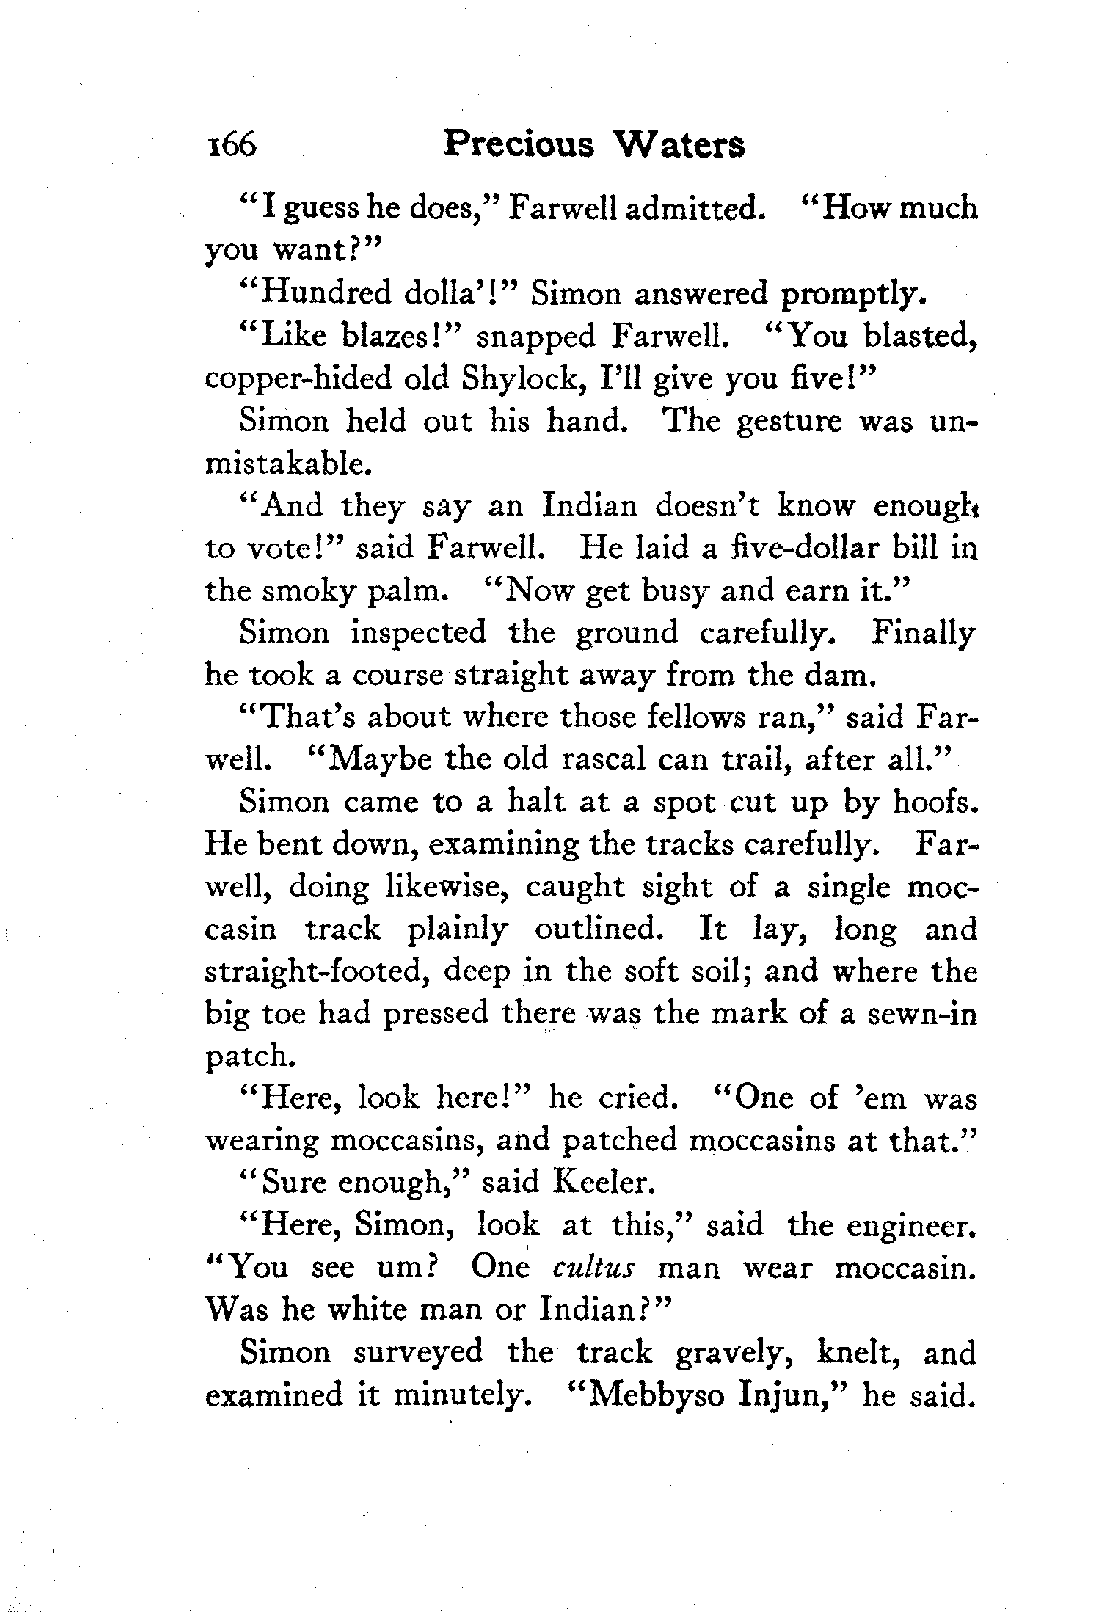 166 Precious Waters
“I guess he does,” Farwell admitted. “How much
you want?”
“Hundred dolla’!” Simon answered promptly.
“Like blazes!” snapped Farwell. “You blasted,
copper-hided old Shylock, I’ll give you five!”
Simon held out his hand. The gesture was un-
mistakable.
“And they say an Indian doesn’t know enough
to vote!” said Farwell. He laid a five-dollar bill in
the smoky palm. “Now get busy and earn it.”
Simon inspected the ground carefully. Finally
he took a course straight away from the dam.
“That’s about where those fellows ran,” said Far-
well. “Maybe the old rascal can trail, after all.”
Simon came to a halt at a spot cut up by hoofs.
He bent down, examining the tracks carefully. Far-
well, doing likewise, caught sight of a single moc-
casin track plainly outlined. It lay, long and
straight-footed, deep in the soft soil; and where the
big toe had pressed there was the mark of a sewn-in
patch.
“Here, look here!” he cried. “One of ’em was
wearing moccasins, and patched moccasins at that.”
“Sure enough,” said Keeler.
“Here, Simon, look at this,” said the engineer.
“You see um? One cultus man wear moccasin.
Was he white man or Indian?”
Simon surveyed the track gravely, knelt, and
examined it minutely. “Mebbyso Injun,” he said.